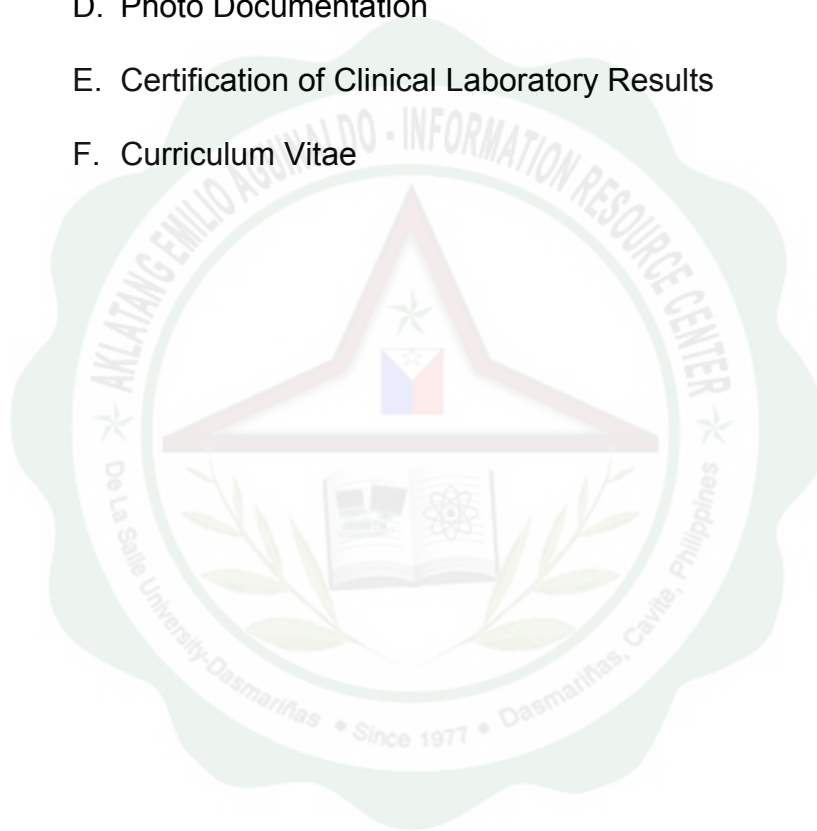 D. Photo Documentation
E. Certification of Clinical Laboratory Results
F. Curriculum Vitae
AKLATANG EMILIO AGUINALDO - INFORMATION RESOURCE CENTER
De La Salle University-Dasmariñas • Since 1977 • Dasmariñas, Cavite, Philippines